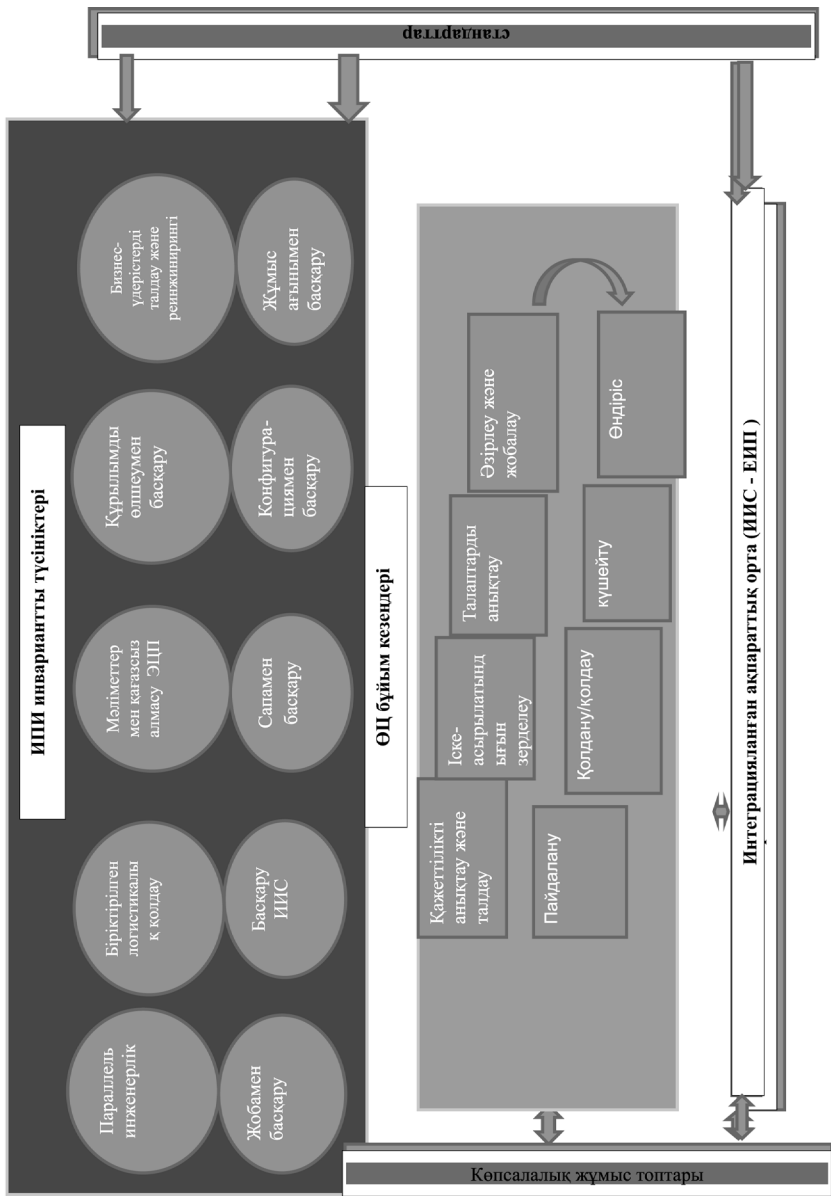 стандарттар
ИПИ инвариантты түсініктері
Параллель
инженерлік
Біріктірілген
логистикалы
қ қолдау
Мәліметтер
мен қағазсыз
алмасу ЭЦП
Құрылымды
өлшеумен
басқару
Бизнес-
үдерістерді
талдау және
реинжинирингі
Жобамен
басқару
Басқару
ИИС
Сапамен
басқару
Конфигура-
циямен
басқару
Жұмыс
ағынымен
басқару
ӨЦ бұйым кезендері
Қажеттілікті
анықтау және
талдау
Іске-
асырылатынд
ығын
зерделеу
Талаптарды
анықтау
Әзірлеу және
жобалау
Пайдалану
Қолдану/қолдау
күшейту
Өндіріс
Интеграцияланған ақпараттық орта (ИИС - ЕИП )
Көпсалалық жұмыс топтары